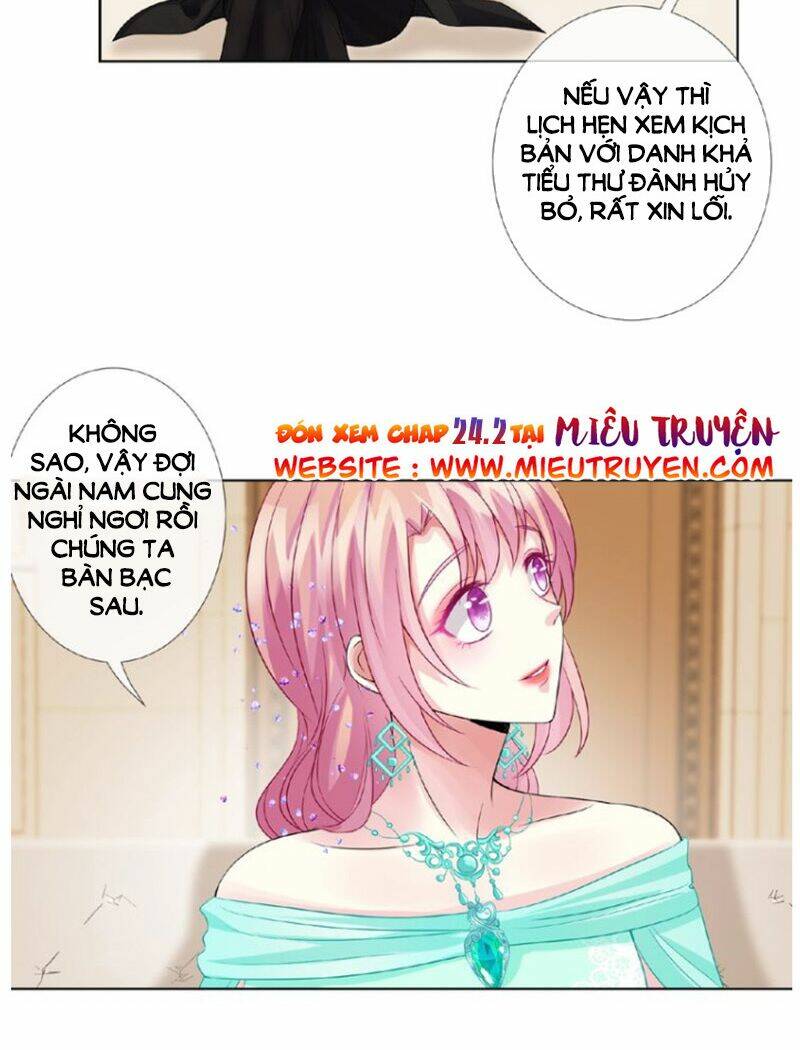 NẾU VẬY THÌ
LỊCH HẸN XEM KỊCH
BẢN VỚI DANH KHẢ
TIỂU THƯ ĐÀNH HỦY
BỎ, RẤT XIN LỖI.
ĐÓN XEM CHAP 24.2 TẠI MIÊU TRUYỆN
WEBSITE : WWW.MIEUTRUYEN.COM
KHÔNG
SAO, VẬY ĐỢI
NGÀI NAM CUNG
NGHỈ NGƠI RỒI
CHÚNG TA
BÀN BẠC
SAU.